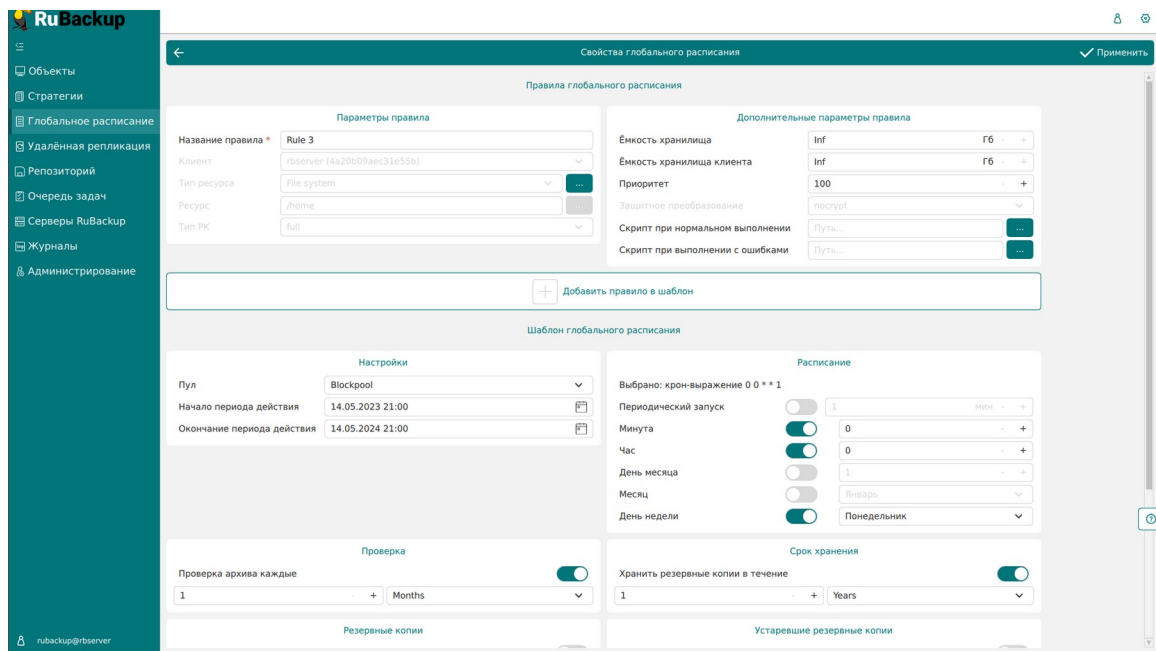 RuBackup
Объекты
Стратегии
Глобальное расписание
Удалённая репликация
Репозиторий
Очередь задач
Серверы RuBackup
Журналы
Администрирование
rubackup@rbserver
Свойства глобального расписания
Применить
Правила глобального расписания
Параметры правила
Название правила * Rule 3
Клиент rbserver (4a20b09aec31e55b)
Тип ресурса File system ...
Ресурс /home ...
Тип РК full
Дополнительные параметры правила
Ёмкость хранилища Inf Гб - +
Ёмкость хранилища клиента Inf Гб - +
Приоритет 100 - +
Защитное преобразование nocrypt
Скрипт при нормальном выполнении Путь... ...
Скрипт при выполнении с ошибками Путь... ...
+ Добавить правило в шаблон
Шаблон глобального расписания
Настройки
Пул Blockpool
Начало периода действия 14.05.2023 21:00
Окончание периода действия 14.05.2024 21:00
Расписание
Выбрано: крон-выражение 0 0 * * 1
Периодический запуск 1 мин - +
Минута 0 - +
Час 0 - +
День месяца 1 - +
Месяц Январь
День недели Понедельник
Проверка
Проверка архива каждые
1 - + Months
Срок хранения
Хранить резервные копии в течение
1 - + Years
Резервные копии
Устаревшие резервные копии